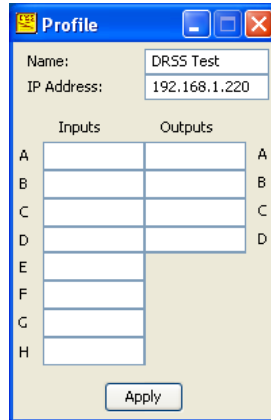 Profile
Name: DRSS Test
IP Address: 192.168.1.220
Inputs Outputs
A A
B B
C C
D D
E
F
G
H
Apply